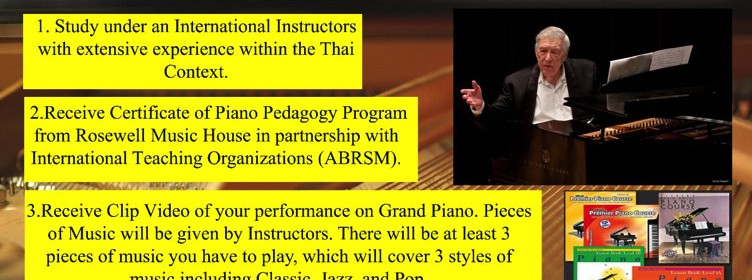 1. Study under an International Instructors
with extensive experience within the Thai
Context.
2.Receive Certificate of Piano Pedagogy Program
from Rosewell Music House in partnership with
International Teaching Organizations (ABRSM).
3.Receive Clip Video of your performance on Grand Piano. Pieces
of Music will be given by Instructors. There will be at least 3
pieces of music you have to play, which will cover 3 styles of
music including Classic, Jazz, and Pop.
Premier Piano Course
Premier Piano Course
PIANO
COURSE